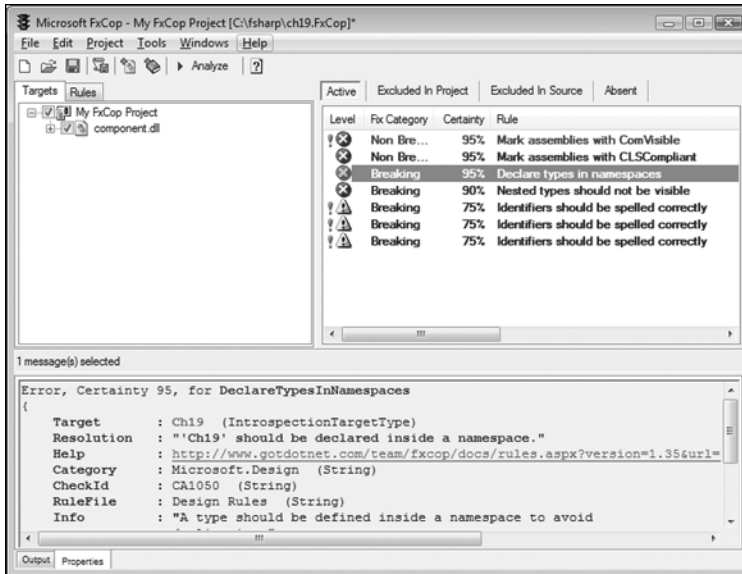 Microsoft FxCop - My FxCop Project [C:\fsharp\ch19.FxCop]*
File Edit Project Tools Windows Help
Analyze
Targets Rules
My FxCop Project
component.dll
Active Excluded In Project Excluded In Source Absent
Level Fix Category Certainty Rule
Non Bre... 95% Mark assemblies with ComVisible
Non Bre... 95% Mark assemblies with CLSCompliant
Breaking 95% Declare types in namespaces
Breaking 90% Nested types should not be visible
Breaking 75% Identifiers should be spelled correctly
Breaking 75% Identifiers should be spelled correctly
Breaking 75% Identifiers should be spelled correctly
1 message(s) selected
Error, Certainty 95, for DeclareTypesInNamespaces
{
Target : Ch19 (IntrospectionTargetType)
Resolution : "'Ch19' should be declared inside a namespace."
Help : http://www.gotdotnet.com/team/fxcop/docs/rules.aspx?version=1.35&url=
Category : Microsoft.Design (String)
CheckId : CA1050 (String)
RuleFile : Design Rules (String)
Info : "A type should be defined inside a namespace to avoid
Output Properties